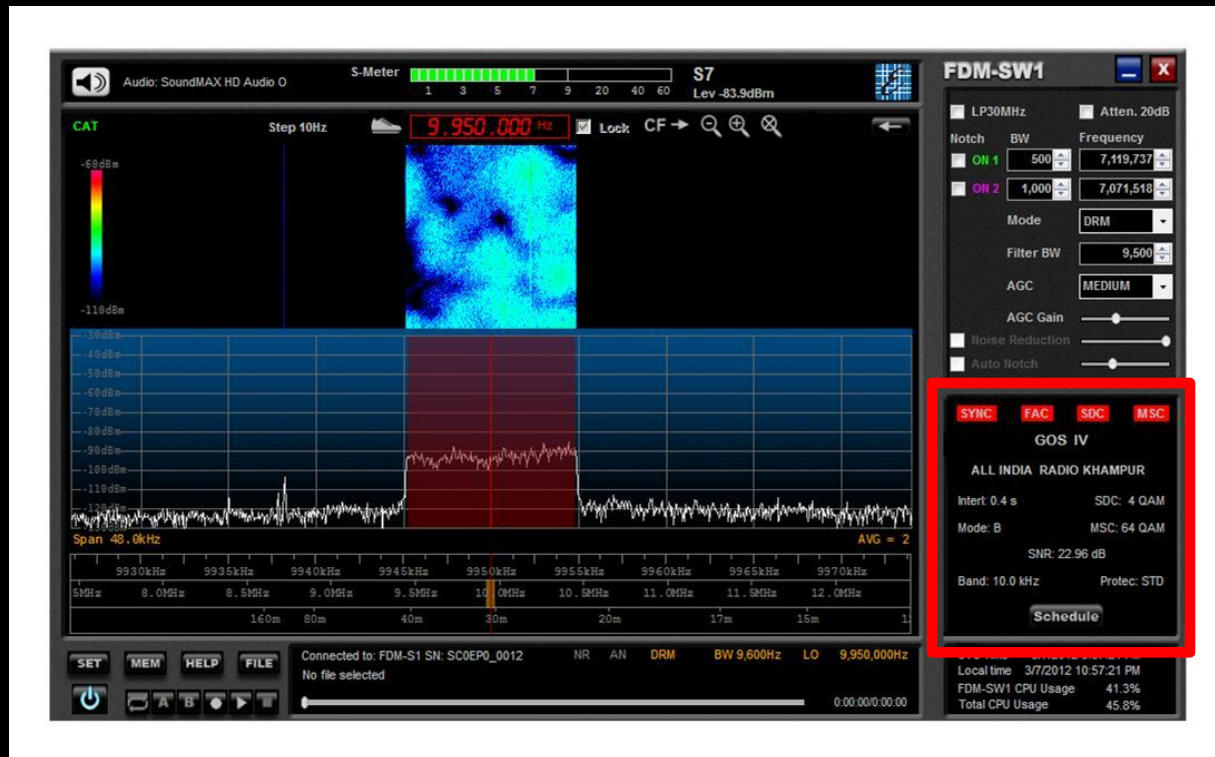 Audio: SoundMAX HD Audio O
S-Meter
1 3 5 7 9 20 40 60
S7
Lev -83.9dBm
CAT
Step 10Hz
9.950.000 Hz
Lock
CF
-60dBm
-110dBm
-30dBm
-40dBm
-50dBm
-60dBm
-70dBm
-80dBm
-90dBm
-100dBm
-110dBm
Span 48.0kHz
AVG = 2
9930kHz 9935kHz 9940kHz 9945kHz 9950kHz 9955kHz 9960kHz 9965kHz 9970kHz
5MHz 8.0MHz 8.5MHz 9.0MHz 9.5MHz 10.0MHz 10.5MHz 11.0MHz 11.5MHz 12.0MHz
160m 80m 40m 30m 20m 17m 15m
SET MEM HELP FILE
A B
Connected to: FDM-S1 SN: SC0EP0_0012
NR AN DRM BW 9,600Hz LO 9,950,000Hz
No file selected
0:00:00/0:00:00
FDM-SW1
LP30MHz Atten. 20dB
Notch BW Frequency
ON 1 500 7,119,737
ON 2 1,000 7,071,518
Mode DRM
Filter BW 9,500
AGC MEDIUM
AGC Gain
Noise Reduction
Auto Notch
SYNC FAC SDC MSC
GOS IV
ALL INDIA RADIO KHAMPUR
Interl: 0.4 s SDC: 4 QAM
Mode: B MSC: 64 QAM
SNR: 22.96 dB
Band: 10.0 kHz Protec: STD
Schedule
Local time 3/7/2012 10:57:21 PM
FDM-SW1 CPU Usage 41.3%
Total CPU Usage 45.8%